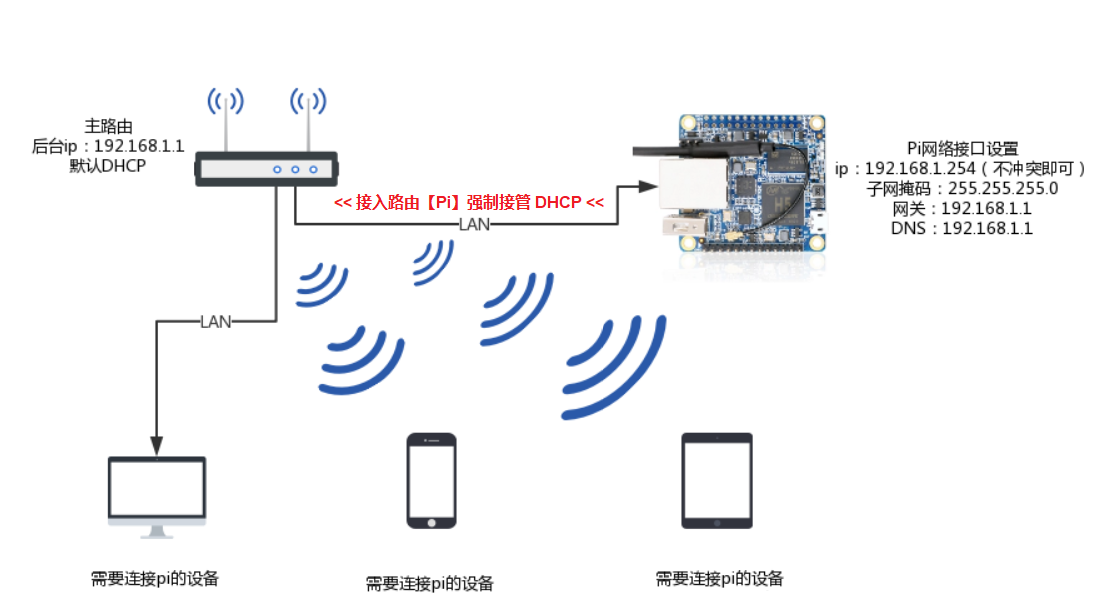 主路由
后台ip：192.168.1.1
默认DHCP
<< 接入路由【Pi】强制接管 DHCP <<
LAN
Pi网络接口设置
ip：192.168.1.254（不冲突即可）
子网掩码：255.255.255.0
网关：192.168.1.1
DNS：192.168.1.1
LAN
需要连接pi的设备
需要连接pi的设备
需要连接pi的设备